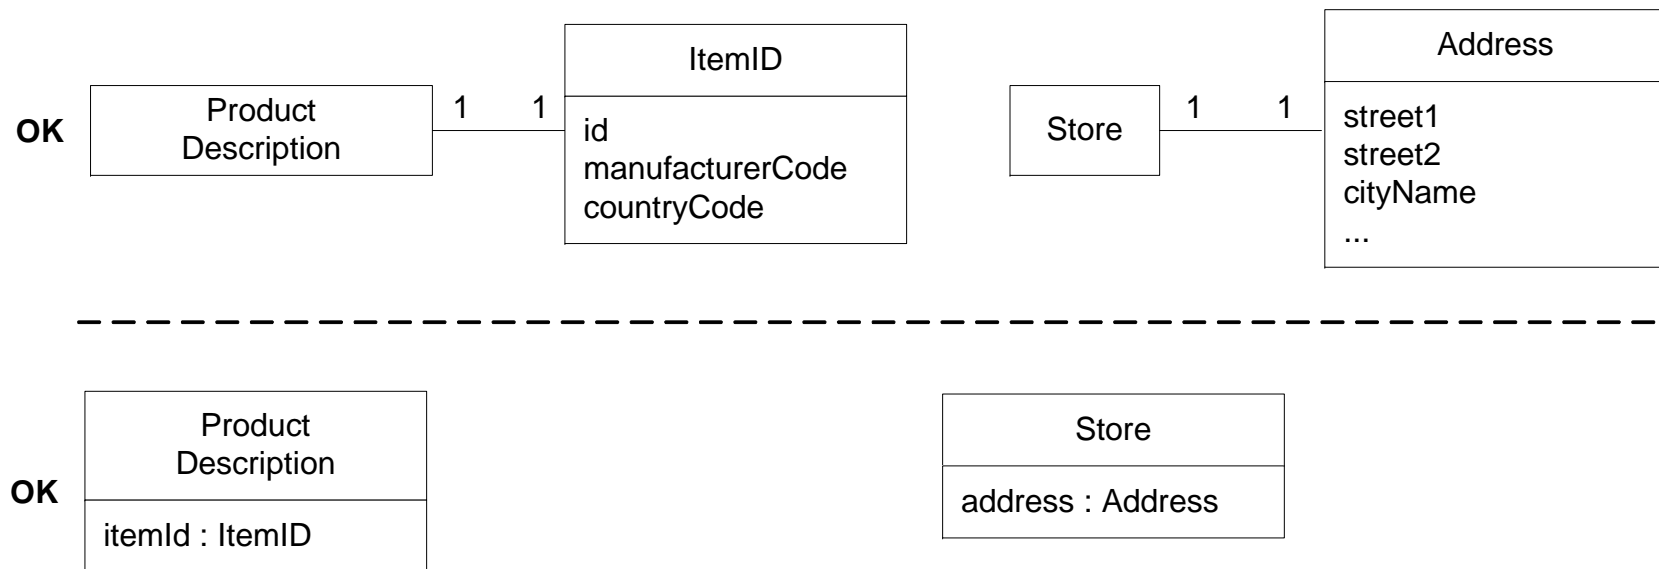 OK
Product
Description
1 1
ItemID
id
manufacturerCode
countryCode
Store
1 1
Address
street1
street2
cityName
...
OK
Product
Description
itemId : ItemID
Store
address : Address